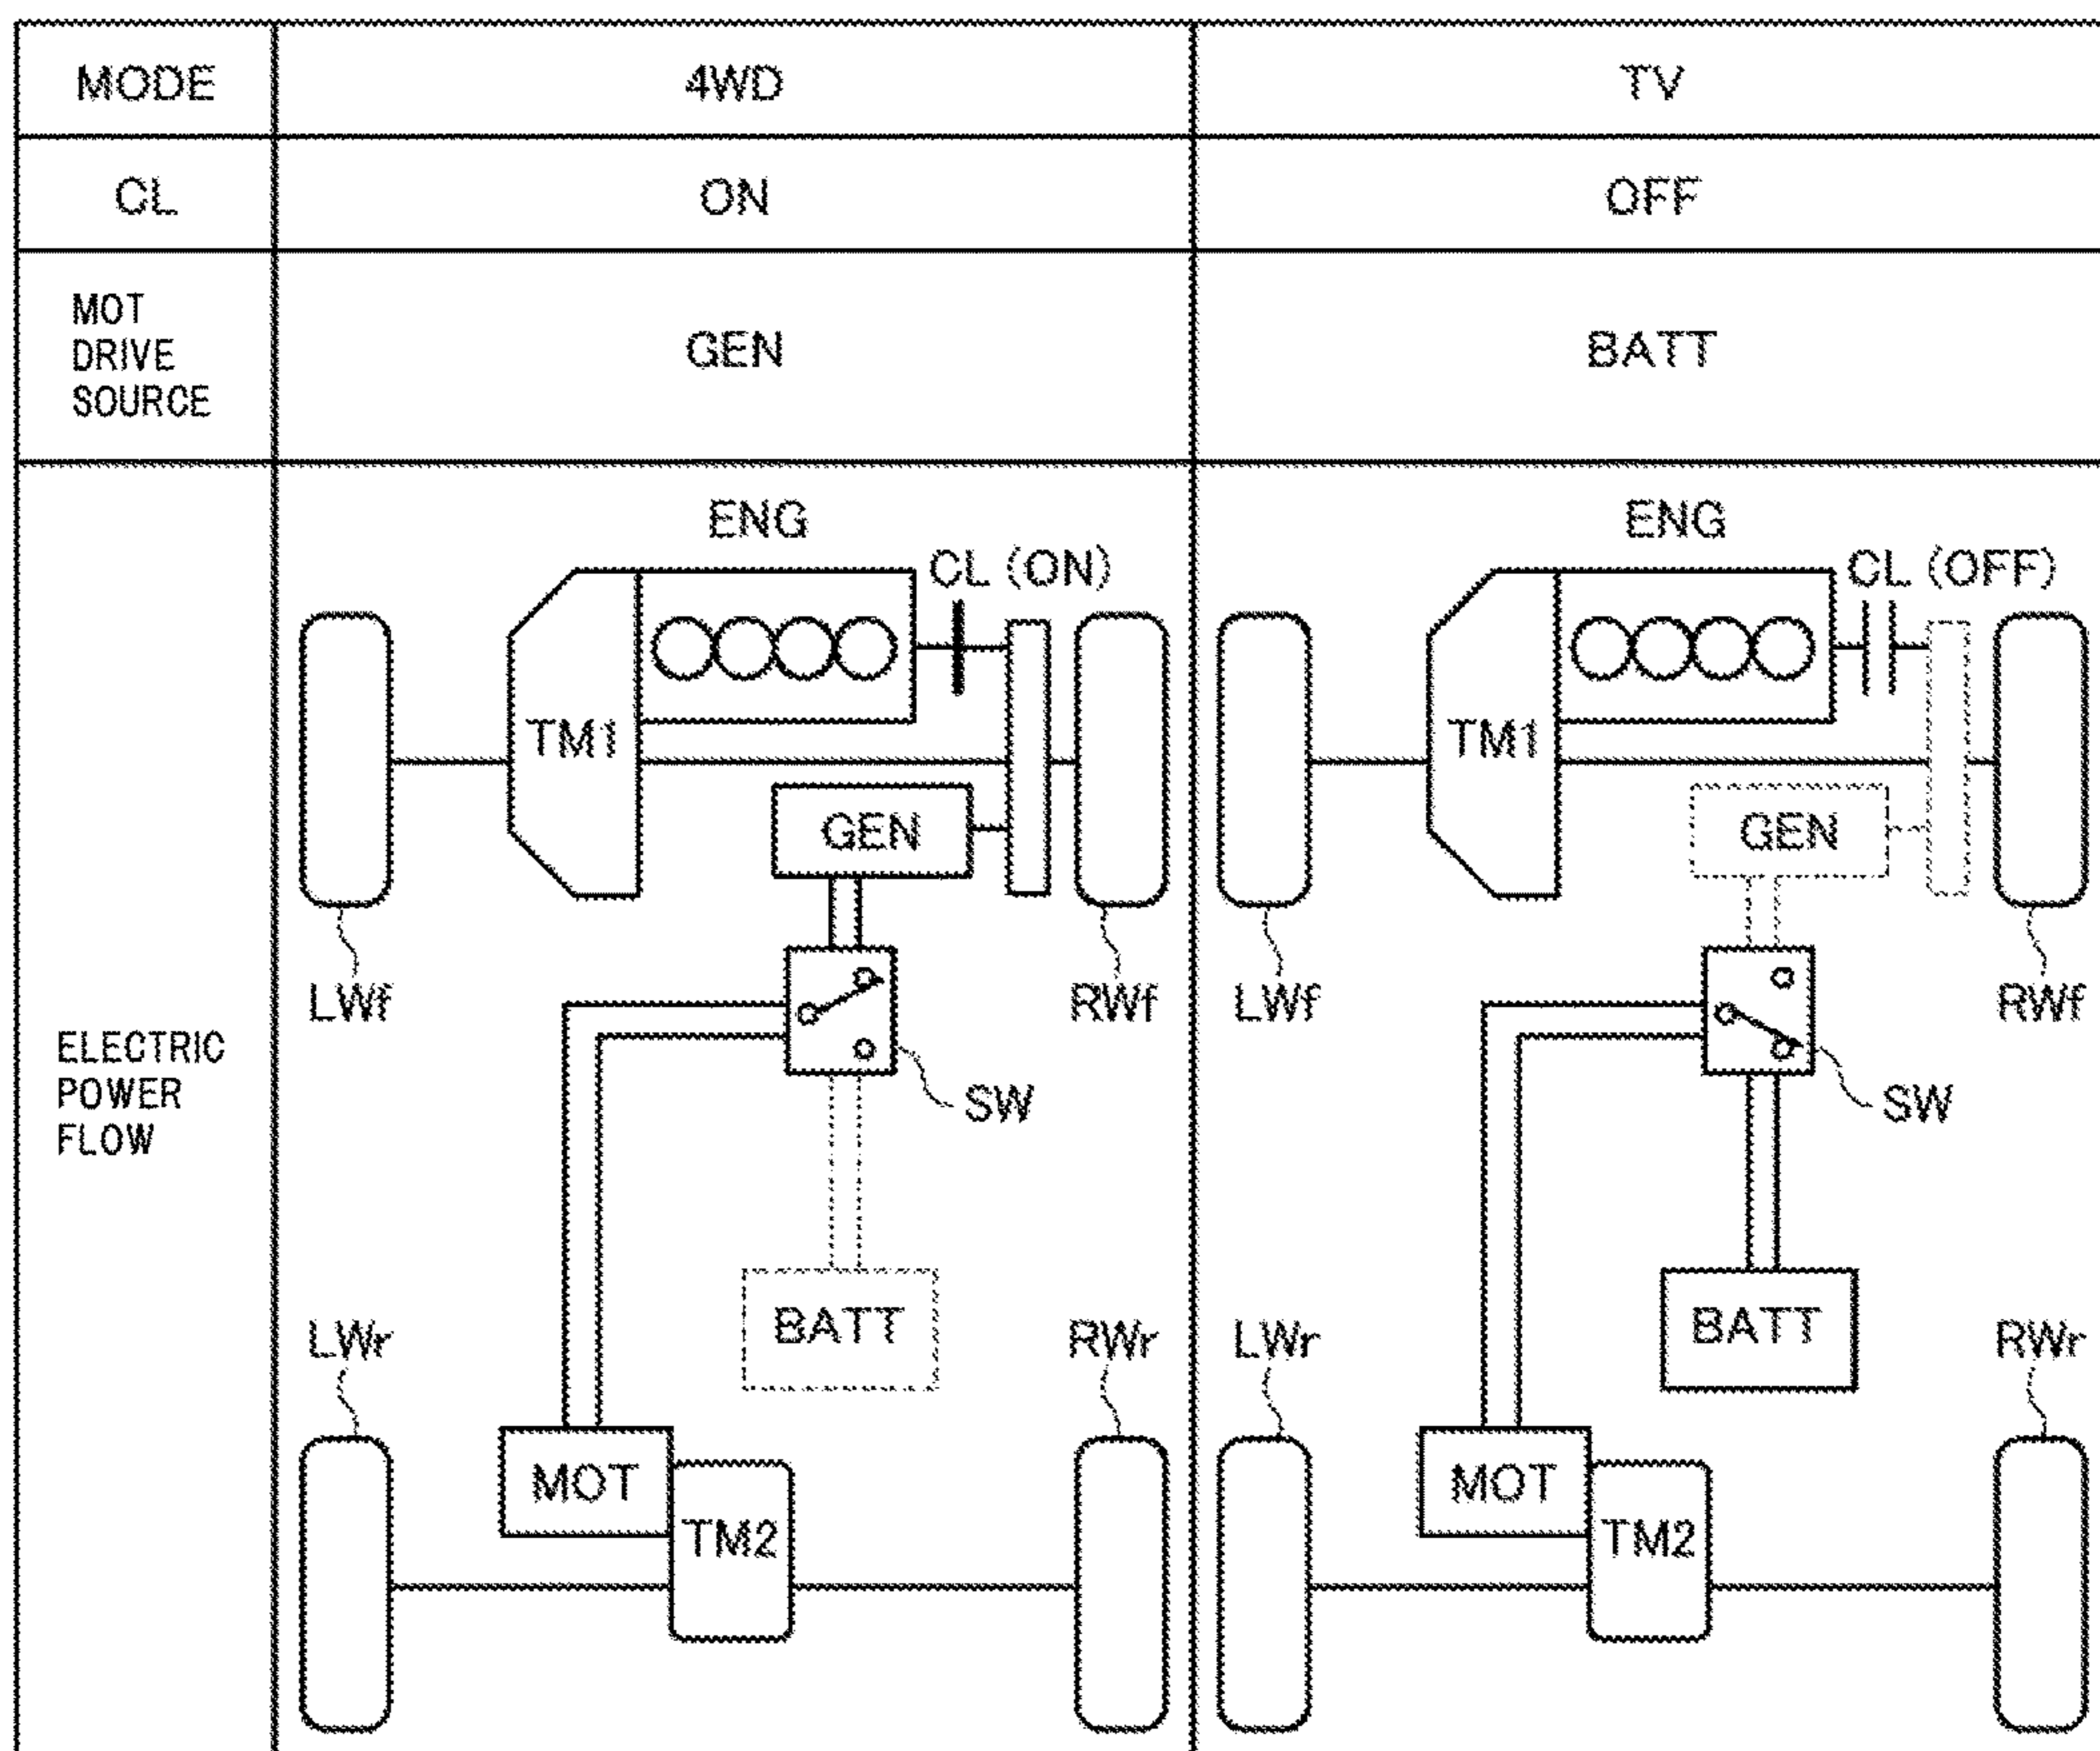 MODE 4WD TV
CL ON OFF
MOT
DRIVE
SOURCE
GEN BATT
ELECTRIC
POWER
FLOW
ENG
CL (ON)
TM1
GEN
LWf
RWf
SW
BATT
LWr
RWr
MOT
TM2
ENG
CL (OFF)
TM1
GEN
LWf
RWf
SW
BATT
LWr
RWr
MOT
TM2